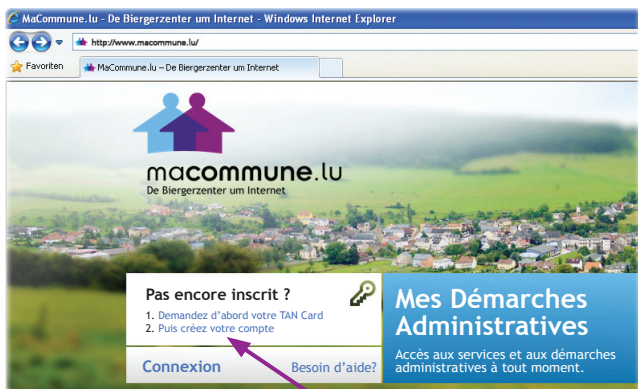 MaCommune.lu - De Biergerzenter um Internet - Windows Internet Explorer
http://www.macommune.lu/
Favoriten
MaCommune.lu – De Biergerzenter um Internet
macommune.lu
De Biergerzenter um Internet
Pas encore inscrit ?
1. Demandez d'abord votre TAN Card
2. Puis créez votre compte
Connexion
Besoin d'aide?
Mes Démarches
Administratives
Accès aux services et aux démarches
administratives à tout moment.